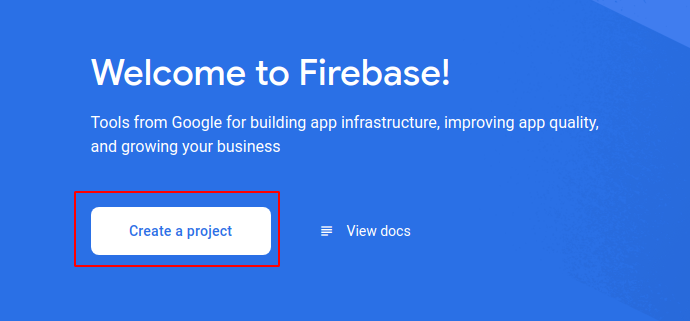 Welcome to Firebase!
Tools from Google for building app infrastructure, improving app quality,
and growing your business
Create a project
View docs